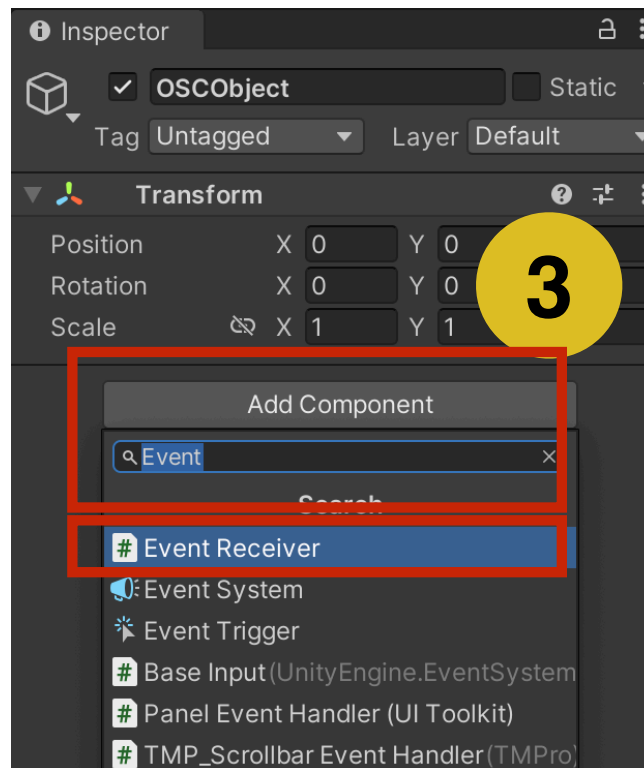 Inspector
OSCObject Static
Tag Untagged Layer Default
Transform
Position X 0 Y 0
Rotation X 0 Y 0
3
Scale X 1 Y 1
Add Component
Event
Search
Event Receiver
Event System
Event Trigger
Base Input (UnityEngine.EventSystem
Panel Event Handler (UI Toolkit)
TMP_Scrollbar Event Handler (TMPro)